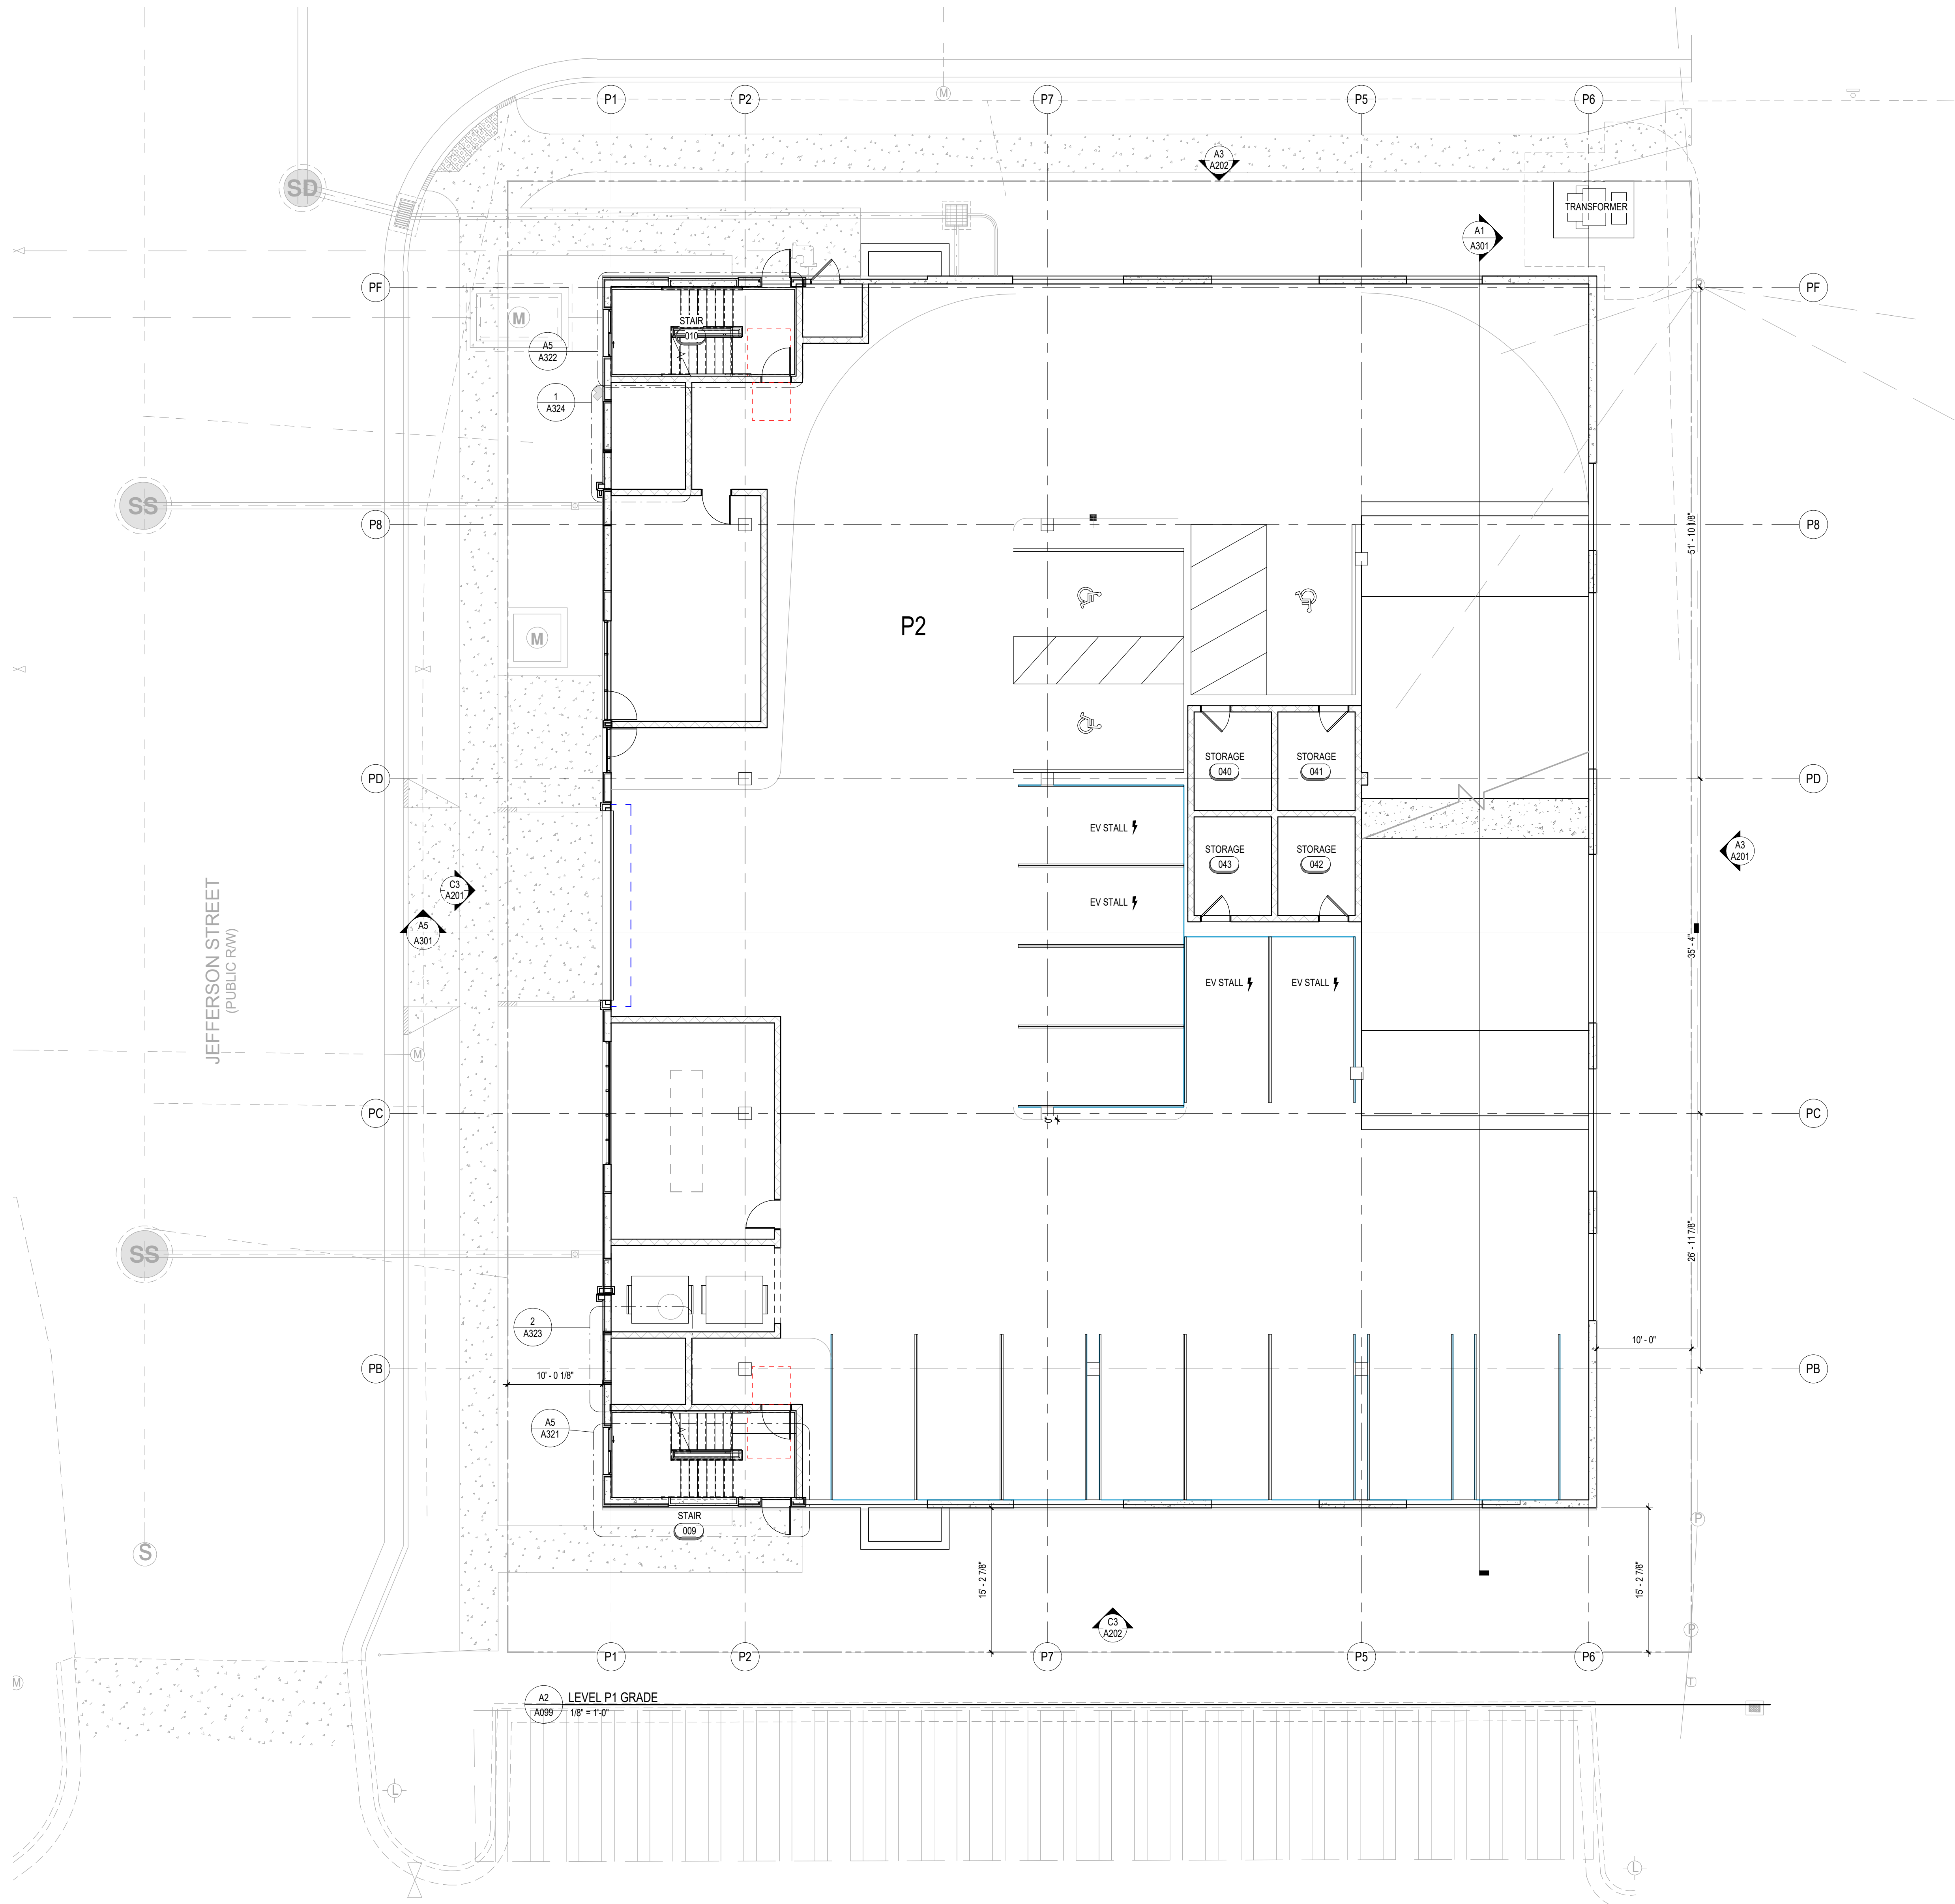 P1
P2
P7
P5
P6
M
SD
A3
A202
TRANSFORMER
A1
A301
PF
PF
M
STAIR
010
A5
A322
1
A324
SS
P8
P8
51' - 10 1/8"
P2
M
PD
PD
STORAGE
040
STORAGE
041
EV STALL
STORAGE
043
STORAGE
042
A3
A201
C3
A201
EV STALL
A5
A301
JEFFERSON STREET
(PUBLIC R/W)
35' - 4"
EV STALL
EV STALL
M
PC
PC
SS
26' - 11 7/8"
2
A323
10' - 0"
PB
PB
10' - 0 1/8"
A5
A321
STAIR
009
P
S
15' - 2 7/8"
15' - 2 7/8"
C3
A202
P
P1
P2
P7
P5
P6
M
T
A2
A099
LEVEL P1 GRADE
1/8" = 1'-0"
L
L